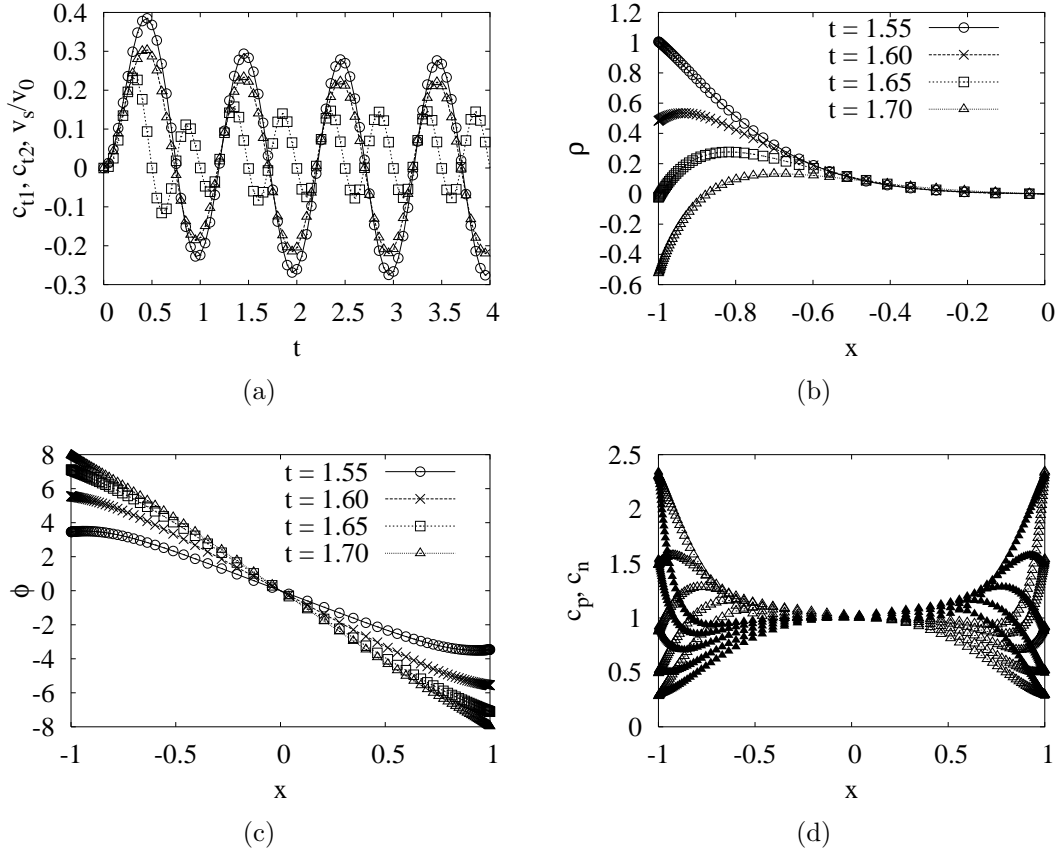 c_t1, c_t2, v_s/v_0
0.4
0.3
0.2
0.1
0
-0.1
-0.2
-0.3
0 0.5 1 1.5 2 2.5 3 3.5 4
t
(a)
ρ
1.2
1
0.8
0.6
0.4
0.2
0
-0.2
-0.4
-0.6
t = 1.55
t = 1.60
t = 1.65
t = 1.70
-1 -0.8 -0.6 -0.4 -0.2 0
x
(b)
ϕ
8
6
4
2
0
-2
-4
-6
-8
t = 1.55
t = 1.60
t = 1.65
t = 1.70
-1 -0.5 0 0.5 1
x
(c)
c_p, c_n
2.5
2
1.5
1
0.5
0
-1 -0.5 0 0.5 1
x
(d)